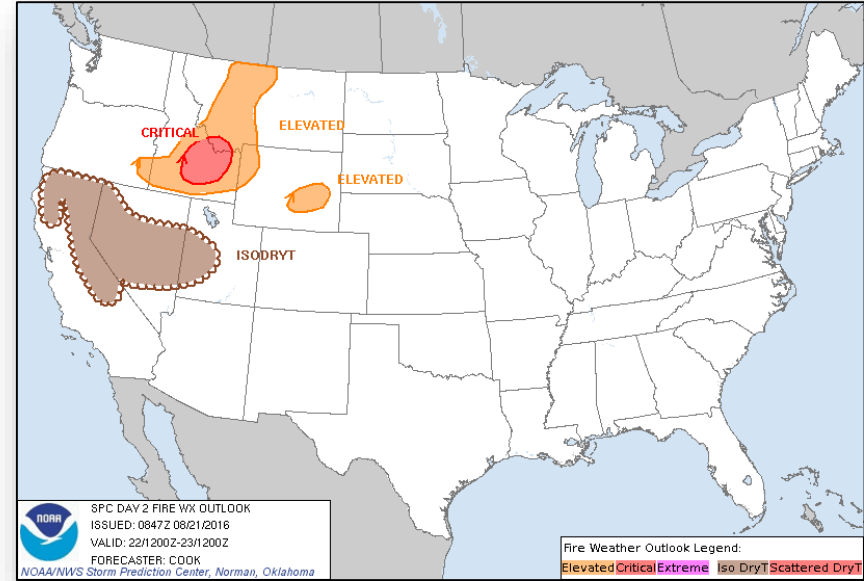 CRITICAL
ELEVATED
ELEVATED
ISODRYT
NOAA
SPC DAY 2 FIRE WX OUTLOOK
ISSUED: 0847Z 08/21/2016
VALID: 22/1200Z-23/1200Z
FORECASTER: COOK
NOAA/NWS Storm Prediction Center, Norman, Oklahoma
Fire Weather Outlook Legend:
Elevated Critical Extreme Iso DryT Scattered DryT